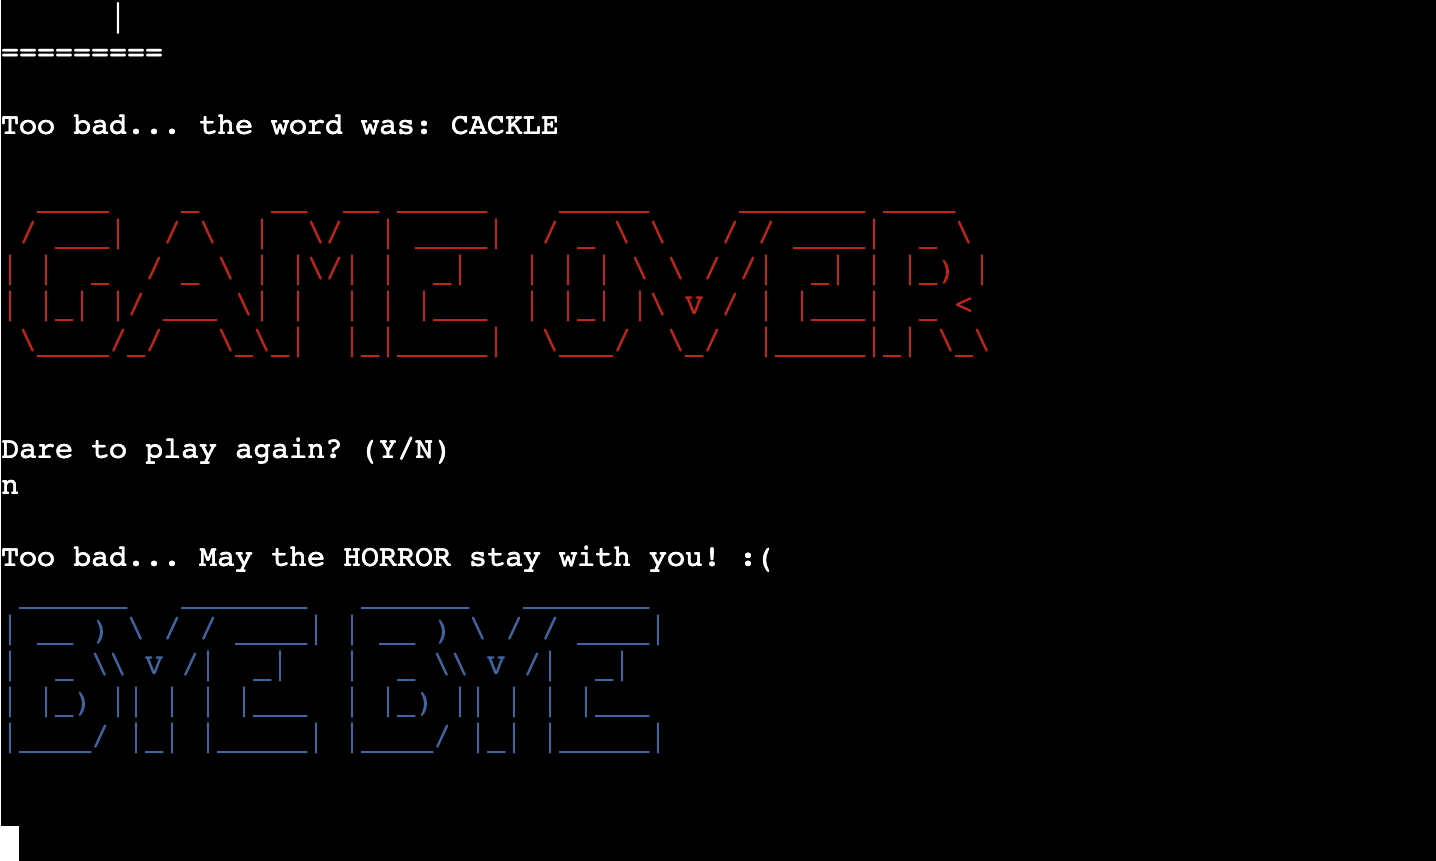 |
=========
Too bad... the word was: CACKLE
GAME OVER
Dare to play again? (Y/N)
n
Too bad... May the HORROR stay with you! :(
BYE BYE